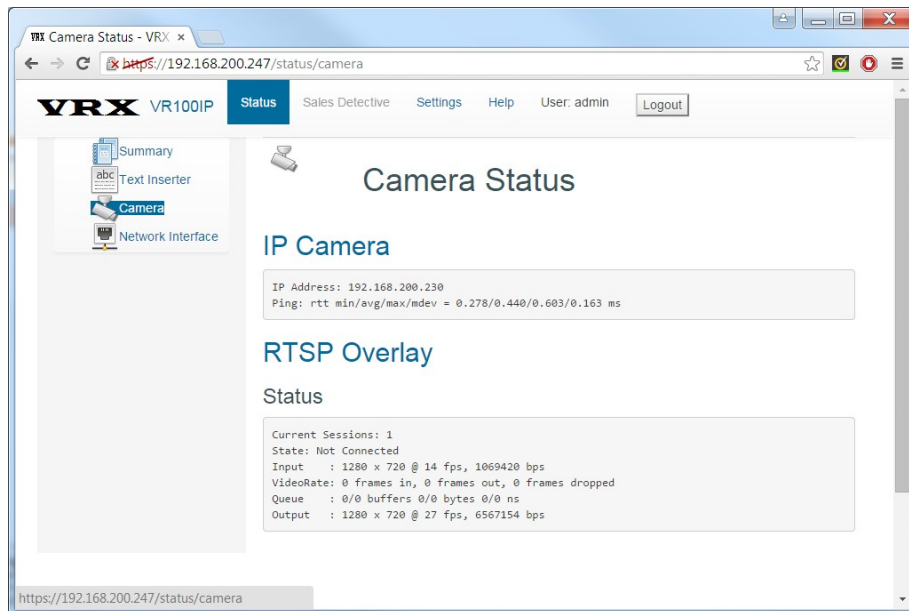 VRX Camera Status - VRX ×
https://192.168.200.247/status/camera
VRX VR100IP Status Sales Detective Settings Help User: admin Logout
Summary
abc Text Inserter
Camera
Network Interface
Camera Status
IP Camera
IP Address: 192.168.200.230
Ping: rtt min/avg/max/mdev = 0.278/0.440/0.603/0.163 ms
RTSP Overlay
Status
Current Sessions: 1
State: Not Connected
Input    : 1280 x 720 @ 14 fps, 1069420 bps
VideoRate: 0 frames in, 0 frames out, 0 frames dropped
Queue    : 0/0 buffers 0/0 bytes 0/0 ns
Output   : 1280 x 720 @ 27 fps, 6567154 bps
https://192.168.200.247/status/camera